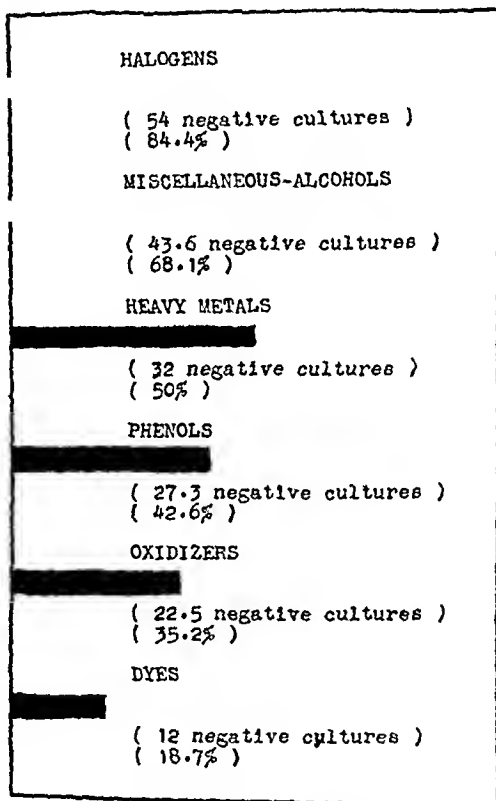 HALOGENS
( 54 negative cultures )
( 84.4% )
MISCELLANEOUS-ALCOHOLS
( 43.6 negative cultures )
( 68.1% )
HEAVY METALS
( 32 negative cultures )
( 50% )
PHENOLS
( 27.3 negative cultures )
( 42.6% )
OXIDIZERS
( 22.5 negative cultures )
( 35.2% )
DYES
( 12 negative cultures )
( 18.7% )